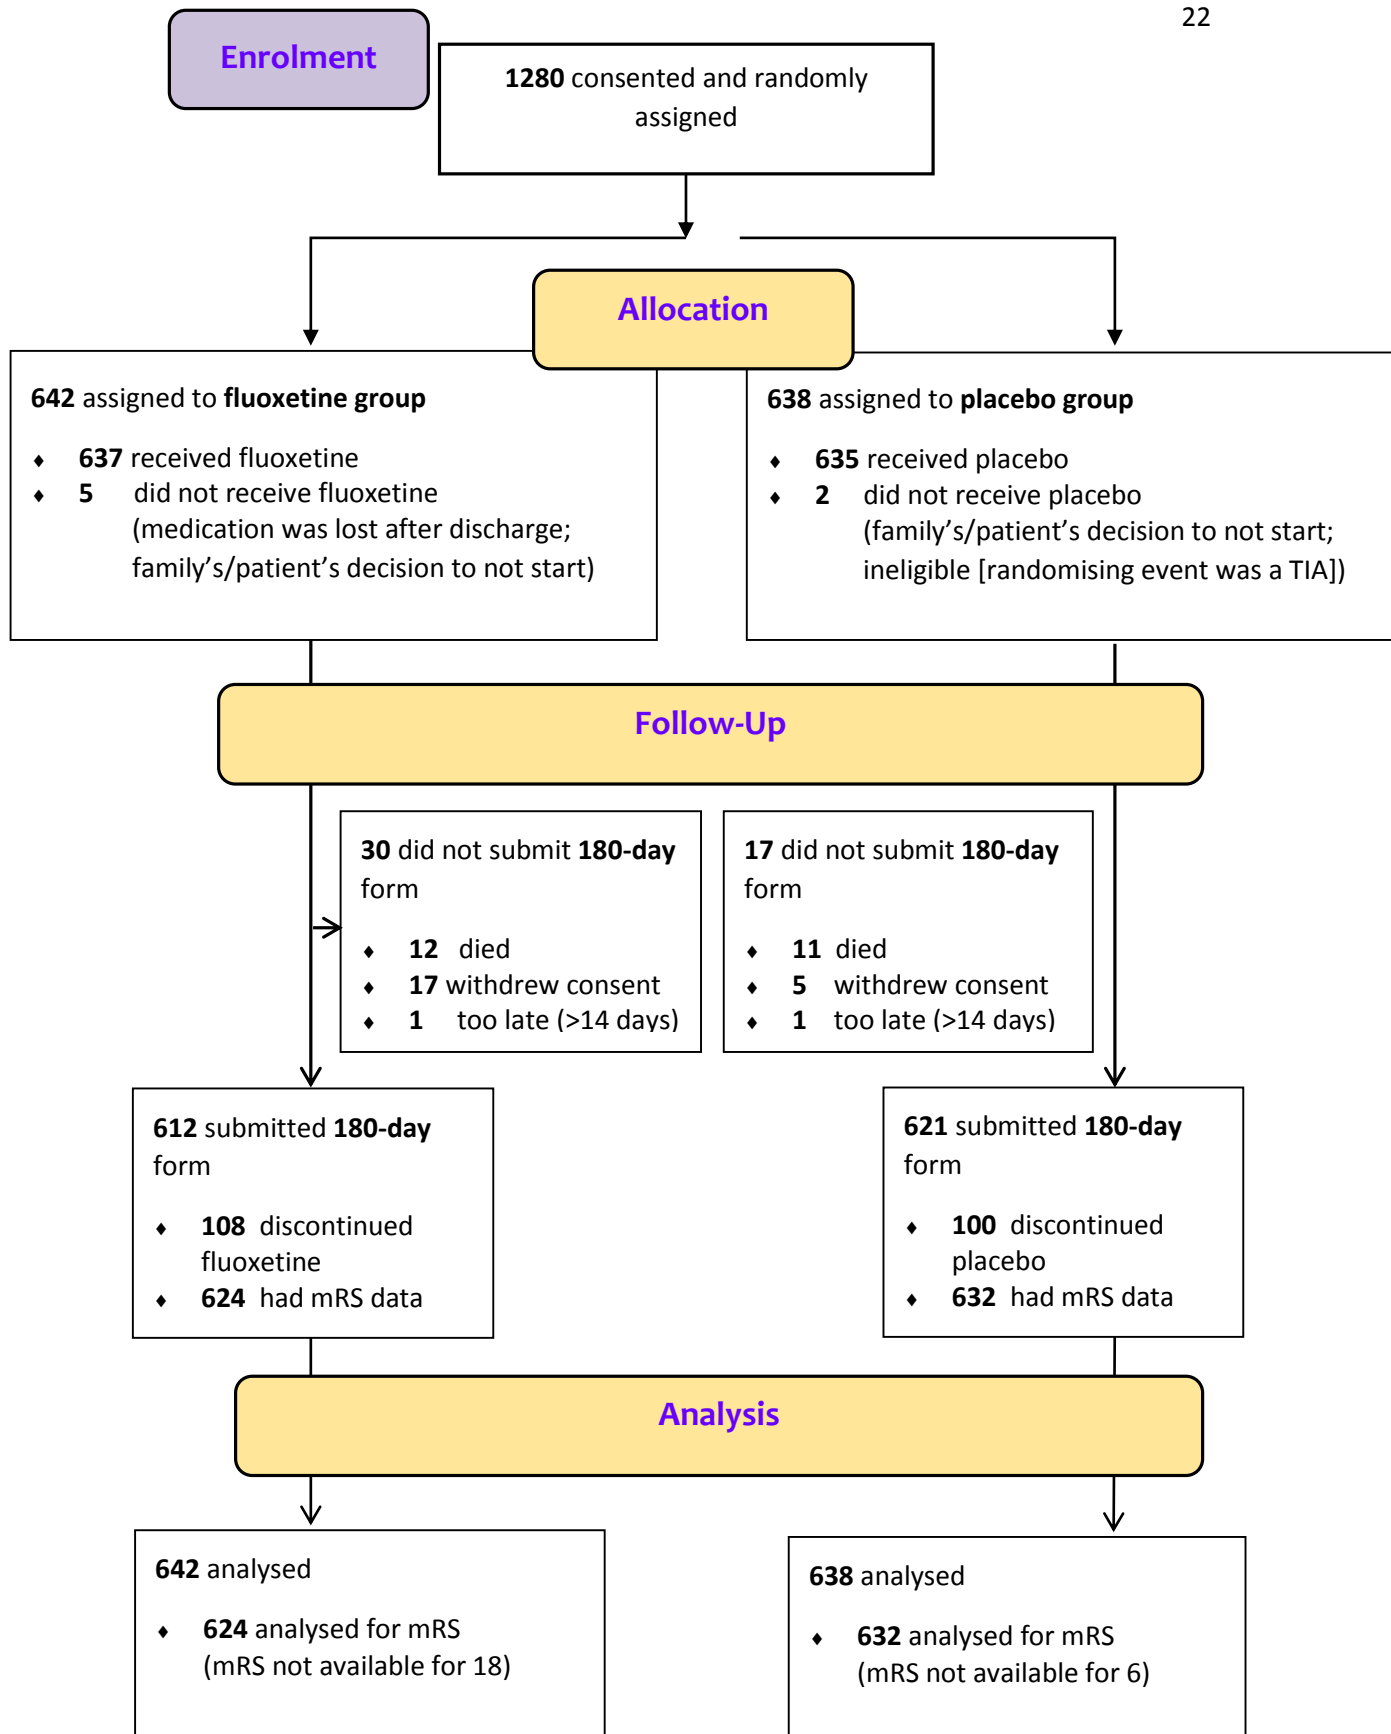 22
Enrolment
1280 consented and randomly
assigned
Allocation
642 assigned to fluoxetine group
♦ 637 received fluoxetine
♦ 5 did not receive fluoxetine
(medication was lost after discharge;
family’s/patient’s decision to not start)
638 assigned to placebo group
♦ 635 received placebo
♦ 2 did not receive placebo
(family’s/patient’s decision to not start;
ineligible [randomising event was a TIA])
Follow-Up
30 did not submit 180-day
form
♦ 12 died
♦ 17 withdrew consent
♦ 1 too late (>14 days)
17 did not submit 180-day
form
♦ 11 died
♦ 5 withdrew consent
♦ 1 too late (>14 days)
612 submitted 180-day
form
♦ 108 discontinued
fluoxetine
♦ 624 had mRS data
621 submitted 180-day
form
♦ 100 discontinued
placebo
♦ 632 had mRS data
Analysis
642 analysed
♦ 624 analysed for mRS
(mRS not available for 18)
638 analysed
♦ 632 analysed for mRS
(mRS not available for 6)